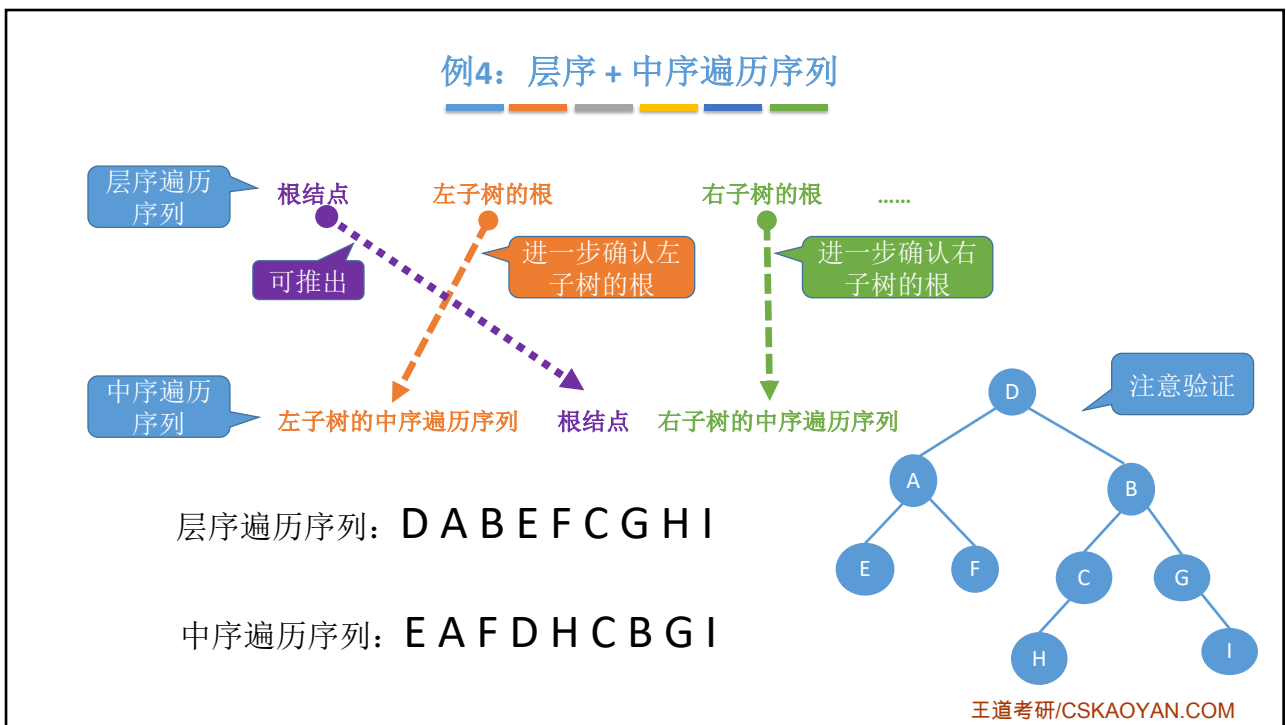 例4：层序 + 中序遍历序列
层序遍历
序列
根结点
左子树的根
右子树的根
……
可推出
进一步确认左
子树的根
进一步确认右
子树的根
中序遍历
序列
左子树的中序遍历序列
根结点
右子树的中序遍历序列
注意验证
D
A
B
E
F
C
G
H
I
层序遍历序列：D A B E F C G H I
中序遍历序列：E A F D H C B G I
王道考研/CSKAOYAN.COM